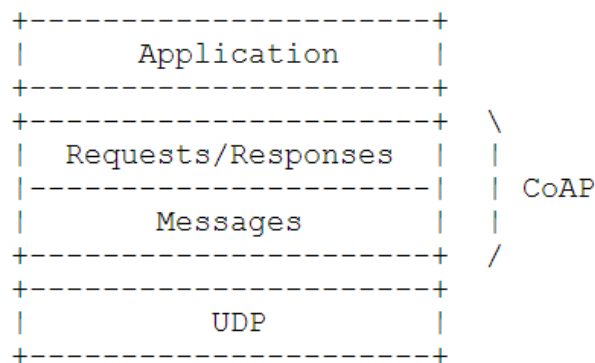 +----------------------+
|      Application     |
+----------------------+
+----------------------+  \
|  Requests/Responses  |  |
|----------------------|  | CoAP
|       Messages       |  |
+----------------------+  /
+----------------------+
|          UDP         |
+----------------------+